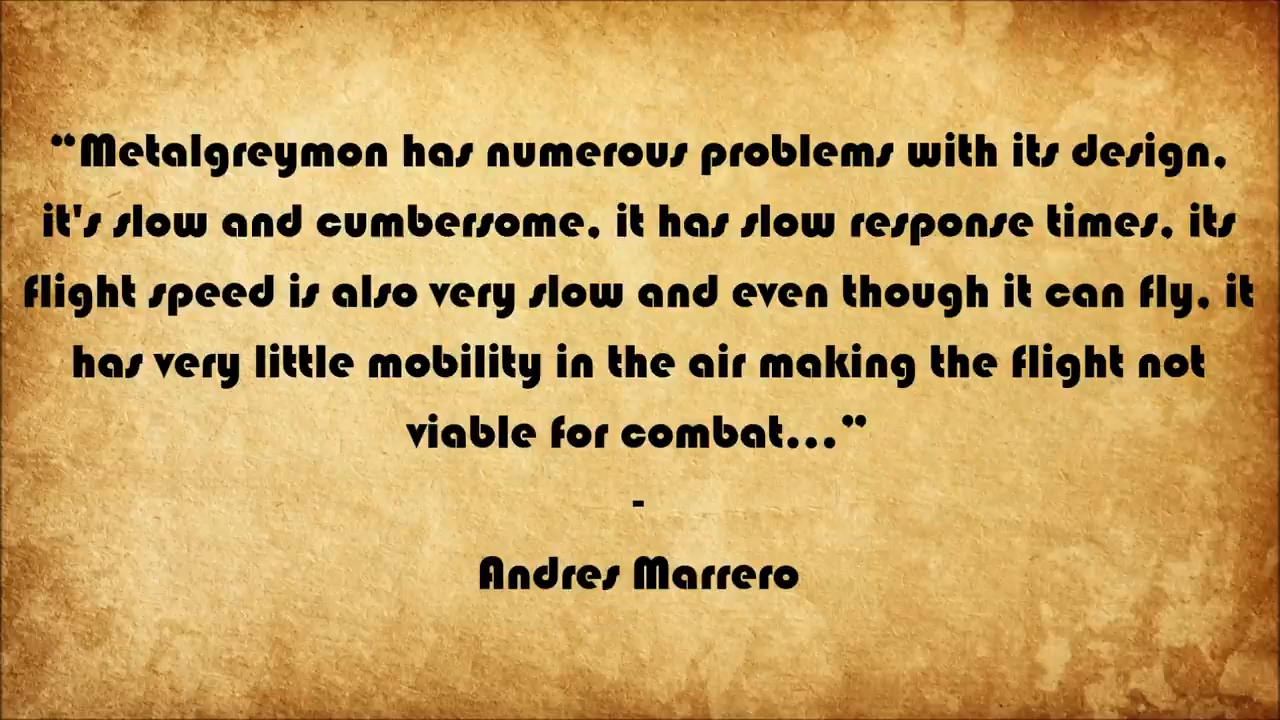 “Metalgreymon has numerous problems with its design,
it's slow and cumbersome, it has slow response times, its
flight speed is also very slow and even though it can fly, it
has very little mobility in the air making the flight not
viable for combat...”
-
Andres Marrero